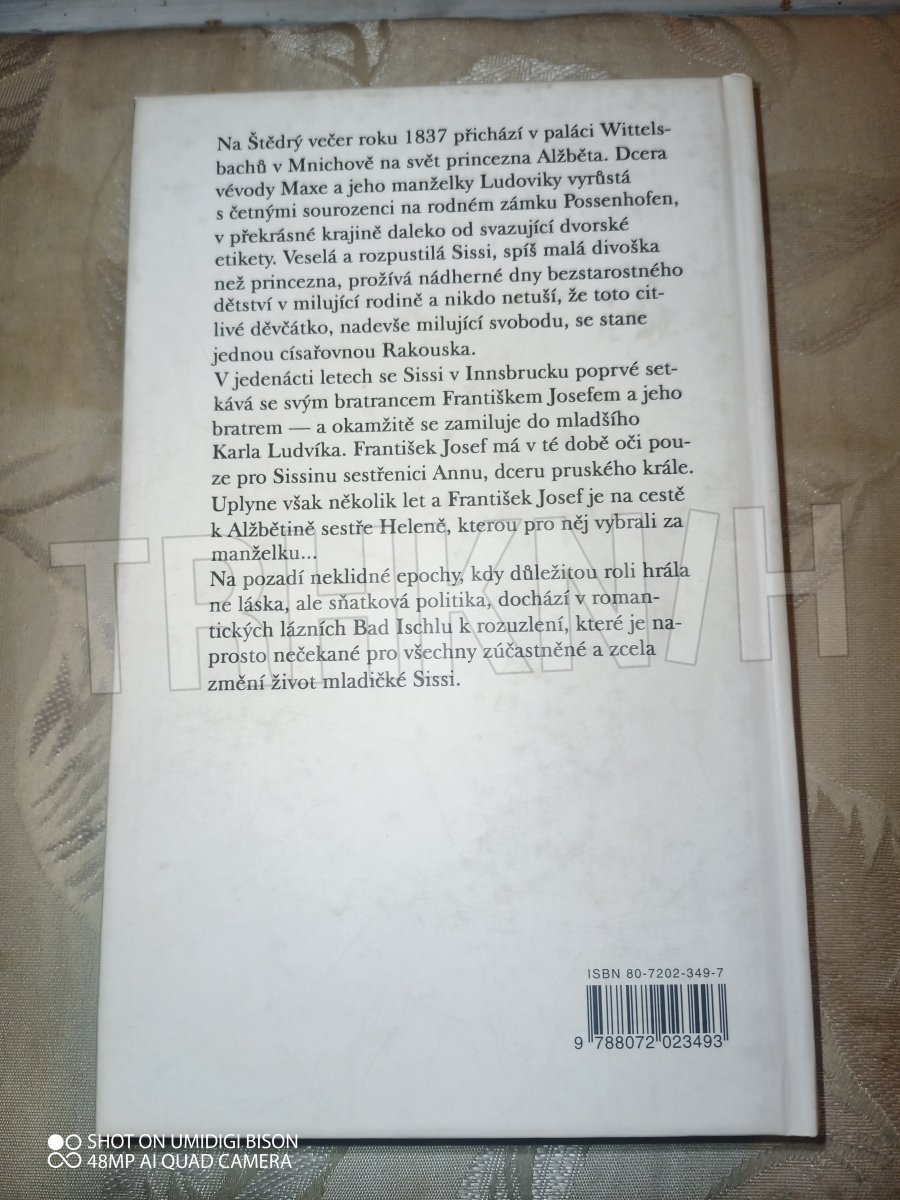 Na Štědrý večer roku 1837 přichází v paláci Wittels-
bachů v Mnichově na svět princezna Alžběta. Dcera
vévody Maxe a jeho manželky Ludoviky vyrůstá
s četnými sourozenci na rodném zámku Possenhofen,
v překrásné krajině daleko od svazující dvorské
etikety. Veselá a rozpustilá Sissi, spíš malá divoška
než princezna, prožívá nádherné dny bezstarostného
dětství v milující rodině a nikdo netuší, že toto cit-
livé děvčátko, nadevše milující svobodu, se stane
jednou císařovnou Rakouska.
V jedenácti letech se Sissi v Innsbrucku poprvé set-
kává se svým bratrancem Františkem Josefem a jeho
bratrem — a okamžitě se zamiluje do mladšího
Karla Ludvíka. František Josef má v té době oči pou-
ze pro Sissinu sestřenici Annu, dceru pruského krále.
Uplyne však několik let a František Josef je na cestě
k Alžbětině sestře Heleně, kterou pro něj vybrali za
manželku...
Na pozadí neklidné epochy, kdy důležitou roli hrála
ne láska, ale sňatková politika, dochází v roman-
tických lázních Bad Ischlu k rozuzlení, které je na-
prosto nečekané pro všechny zúčastněné a zcela
změní život mladičké Sissi.
TRHKNIH
ISBN 80-7202-349-7
9 788072 023493
SHOT ON UMIDIGI BISON
48MP AI QUAD CAMERA